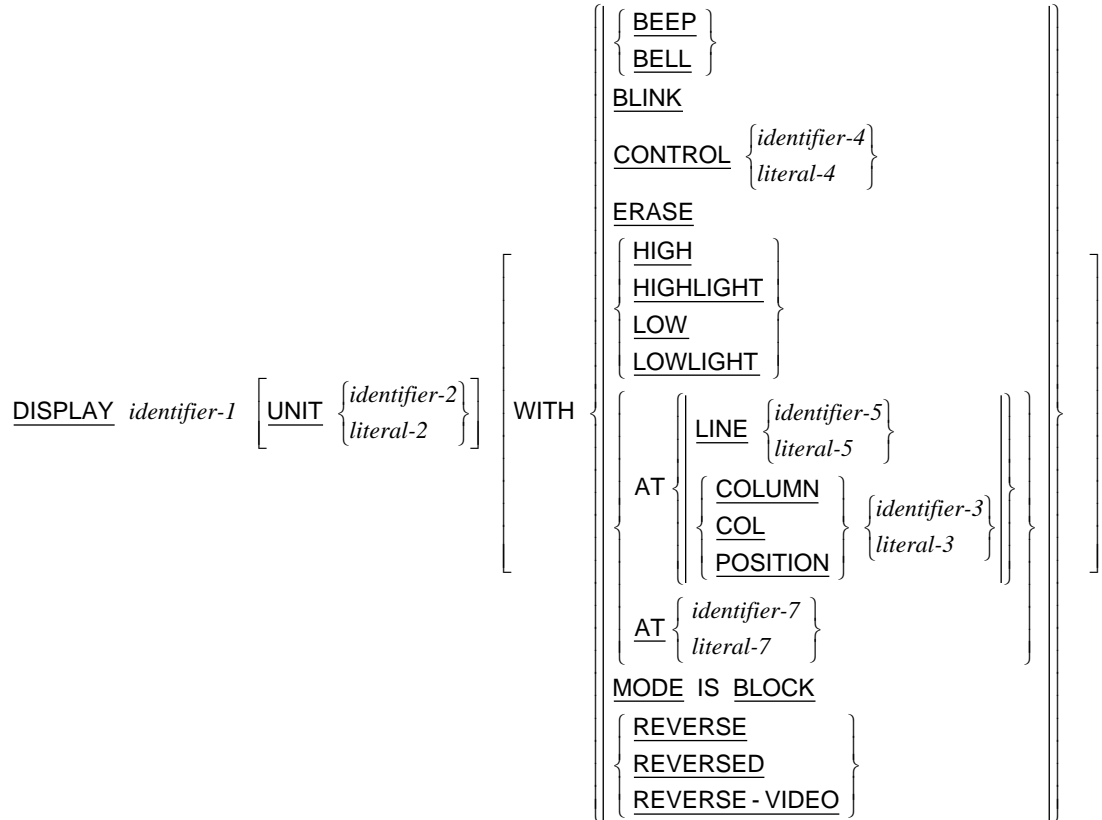 BEEP
BELL
BLINK
CONTROL identifier-4
literal-4
ERASE
HIGH
HIGHLIGHT
LOW
LOWLIGHT
DISPLAY identifier-1 UNIT identifier-2
literal-2
WITH
AT
LINE identifier-5
literal-5
COLUMN
COL
POSITION
identifier-3
literal-3
AT identifier-7
literal-7
MODE IS BLOCK
REVERSE
REVERSED
REVERSE - VIDEO